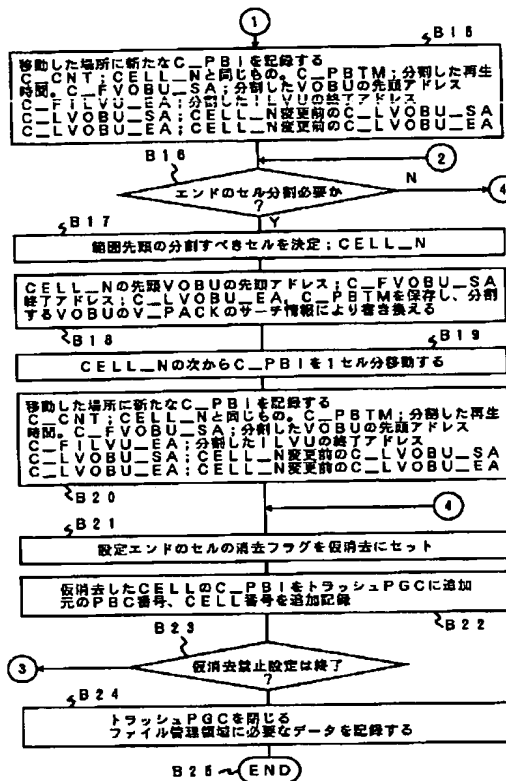 1
B15
移動した場所に新たなC_PBIを記録する
C_CNT;CELL_Nと同じもの。C_PBTM;分割した再生
時間。C_FVOBU_SA;分割したVOBUの先頭アドレス
C_FILVU_EA;分割したILVUの終了アドレス
C_LVOBU_SA;CELL_N変更前のC_LVOBU_SA
C_LVOBU_EA;CELL_N変更前のC_LVOBU_EA
B16
2
エンドのセル分割必要か
?
N
4
Y
B17
範囲先頭の分割すべきセルを決定;CELL_N
CELL_Nの先頭VOBUの先頭アドレス;C_FVOBU_SA
終了アドレス;C_LVOBU_EA、C_PBTMを保存し、分割
するVOBUのV_PACKのサーチ情報により書き換える
B18
B19
CELL_Nの次からC_PBIを1セル分移動する
移動した場所に新たなC_PBIを記録する
C_CNT;CELL_Nと同じもの。C_PBTM;分割した再生
時間。C_FVOBU_SA;分割したVOBUの先頭アドレス
C_FILVU_EA;分割したILVUの終了アドレス
C_LVOBU_SA;CELL_N変更前のC_LVOBU_SA
C_LVOBU_EA;CELL_N変更前のC_LVOBU_EA
B20
4
B21
設定エンドのセルの消去フラグを仮消去にセット
仮消去したCELLのC_PBIをトラッシュPGCに追加
元のPBC番号、CELL番号を追加記録
B22
B23
3
仮消去禁止設定は終了
?
B24
トラッシュPGCを閉じる
ファイル管理領域に必要なデータを記録する
B25
END